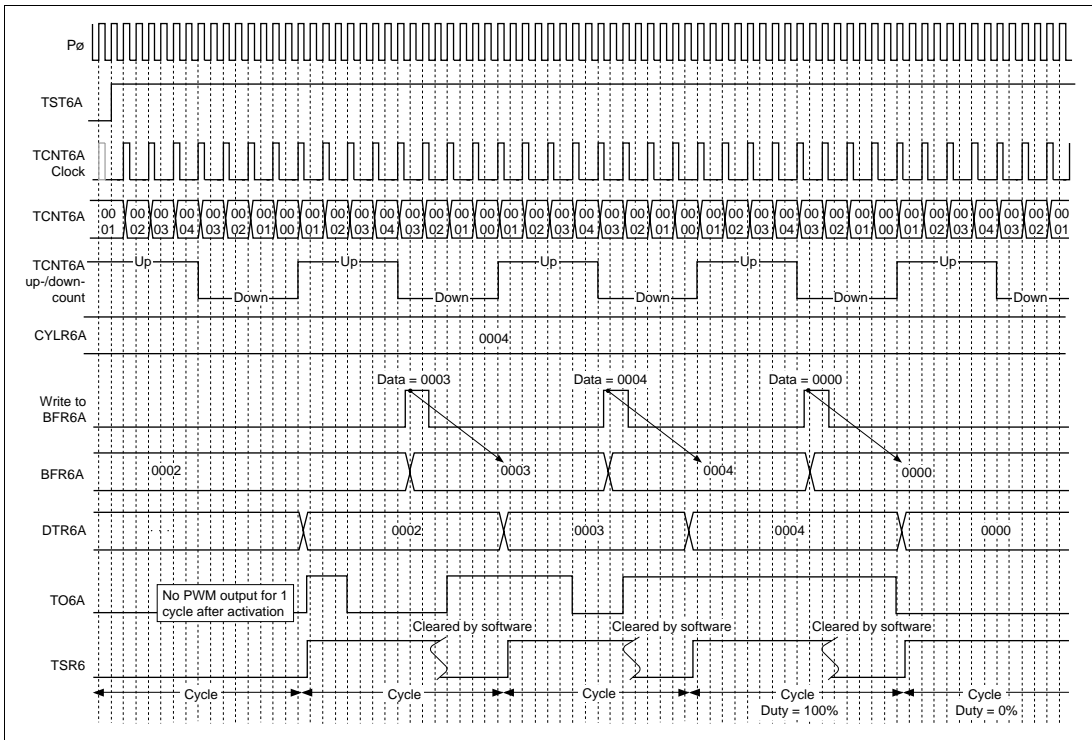 Pø
TST6A
TCNT6A
Clock
TCNT6A
00 00 00 00 00 00 00 00 00 00 00 00 00 00 00 00 00 00 00 00 00 00 00 00 00 00 00 00 00 00 00 00 00 00 00 00 00 00 00
01 02 03 04 03 02 01 00 01 02 03 04 03 02 01 00 01 02 03 04 03 02 01 00 01 02 03 04 03 02 01 00 01 02 03 04 03 02 01
TCNT6A
up-/down-
count
Up Down Up Down Up Down Up Down Up Down
CYLR6A
0004
Data = 0003 Data = 0004 Data = 0000
Write to
BFR6A
BFR6A
0002 0003 0004 0000
DTR6A
0002 0003 0004 0000
TO6A
No PWM output for 1
cycle after activation
Cleared by software Cleared by software Cleared by software
TSR6
Cycle Cycle Cycle Cycle Cycle
Duty = 100% Duty = 0%